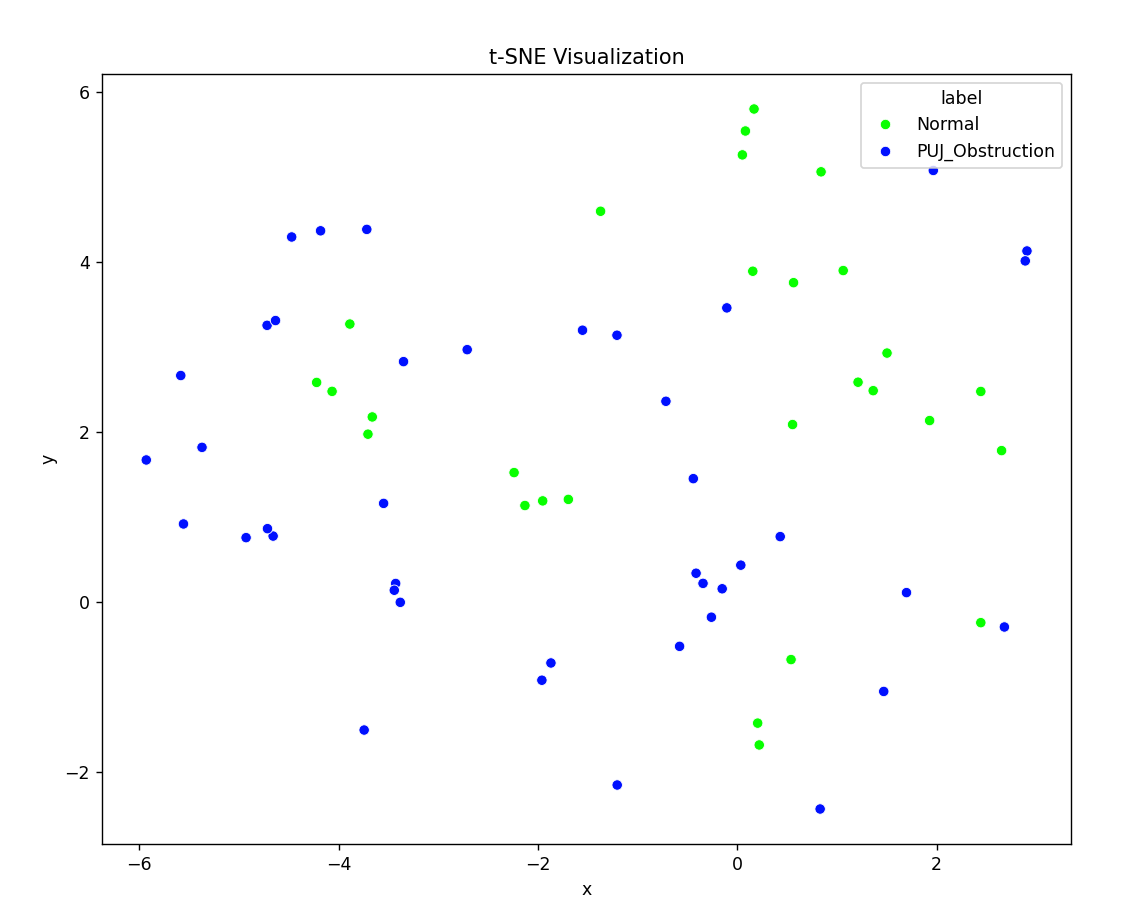 t-SNE Visualization
label
Normal
PUJ_Obstruction
6
4
2
0
−2
y
−6
−4
−2
0
2
x